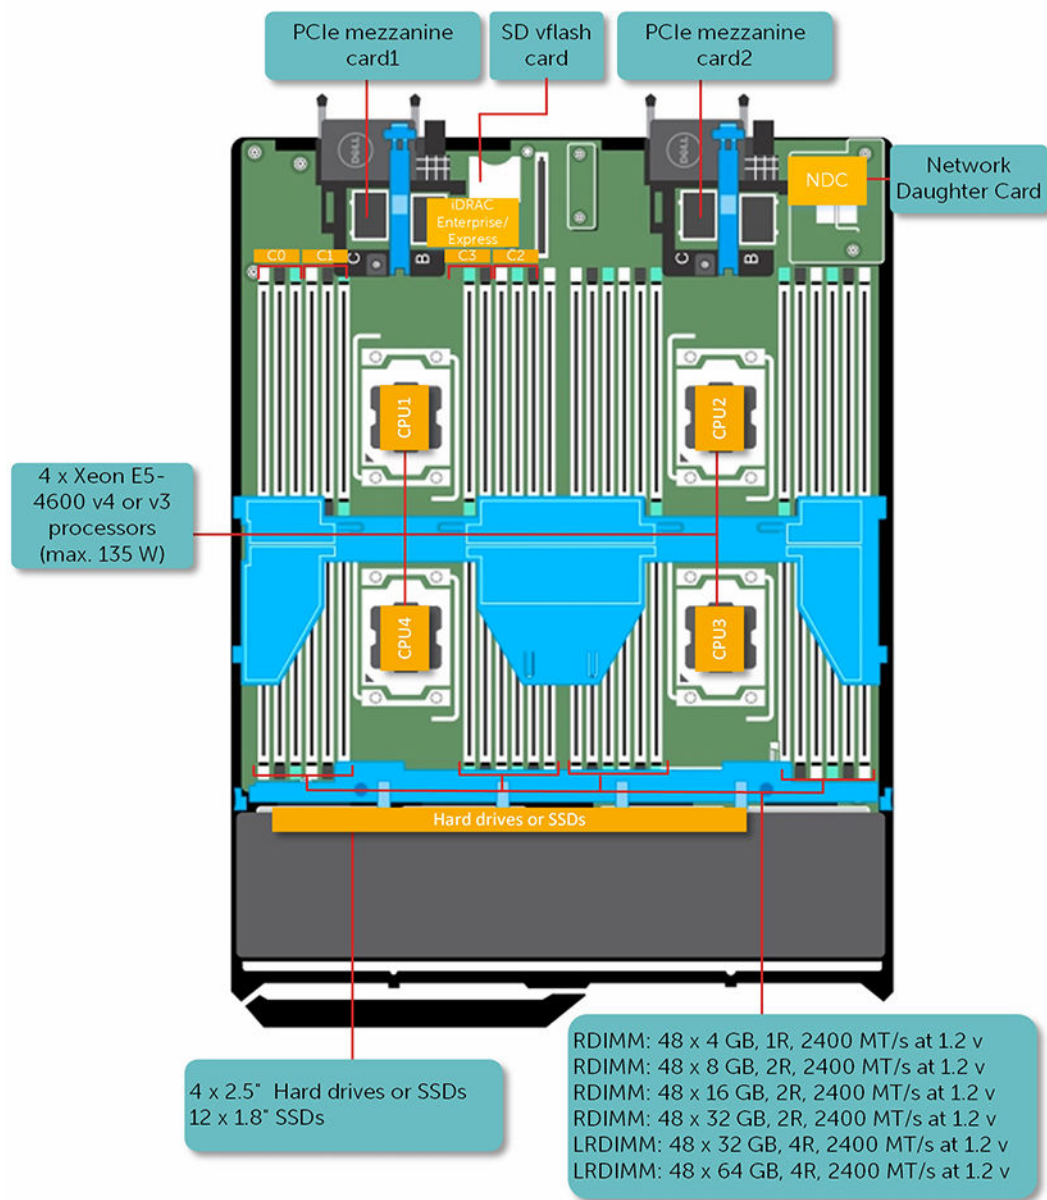 PCIe mezzanine
card1
SD vflash
card
PCIe mezzanine
card2
DELL
DELL
NDC
Network
Daughter Card
iDRAC
Enterprise/
Express
C0
C1
C3
C2
C
B
C
B
CPU1
CPU2
4 x Xeon E5-
4600 v4 or v3
processors
(max. 135 W)
CPU4
CPU3
Hard drives or SSDs
4 x 2.5" Hard drives or SSDs
12 x 1.8" SSDs
RDIMM: 48 x 4 GB, 1R, 2400 MT/s at 1.2 v
RDIMM: 48 x 8 GB, 2R, 2400 MT/s at 1.2 v
RDIMM: 48 x 16 GB, 2R, 2400 MT/s at 1.2 v
RDIMM: 48 x 32 GB, 2R, 2400 MT/s at 1.2 v
LRDIMM: 48 x 32 GB, 4R, 2400 MT/s at 1.2 v
LRDIMM: 48 x 64 GB, 4R, 2400 MT/s at 1.2 v